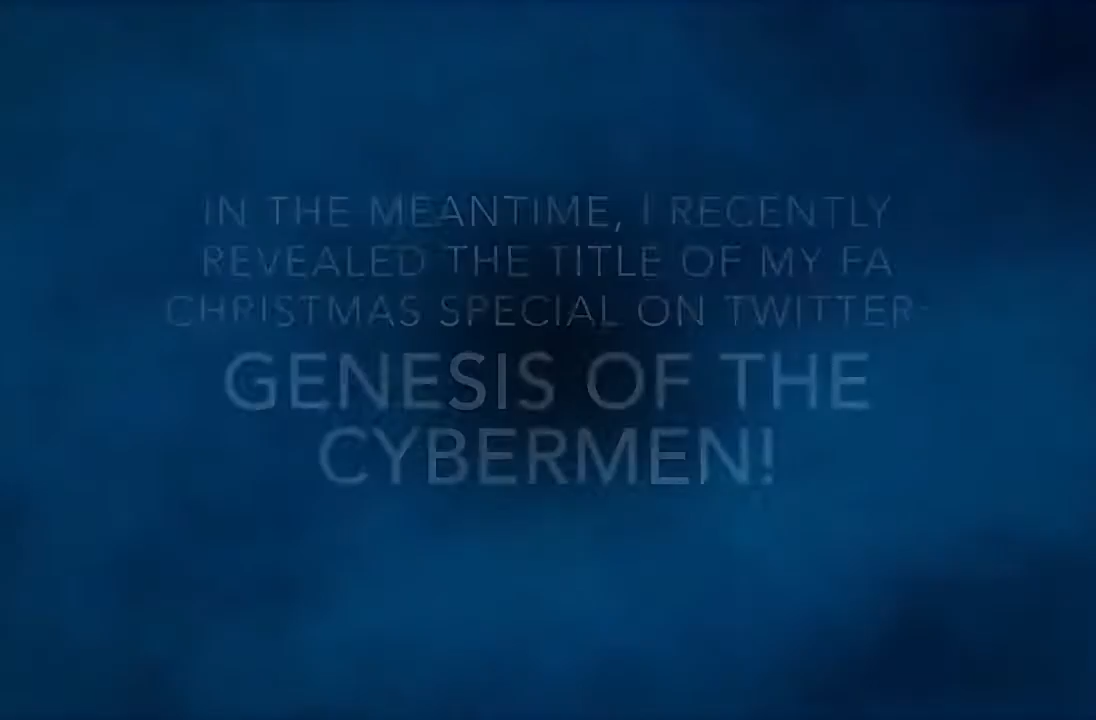 IN THE MEANTIME, I RECENTLY
REVEALED THE TITLE OF MY FA
CHRISTMAS SPECIAL ON TWITTER-
GENESIS OF THE
CYBERMEN!